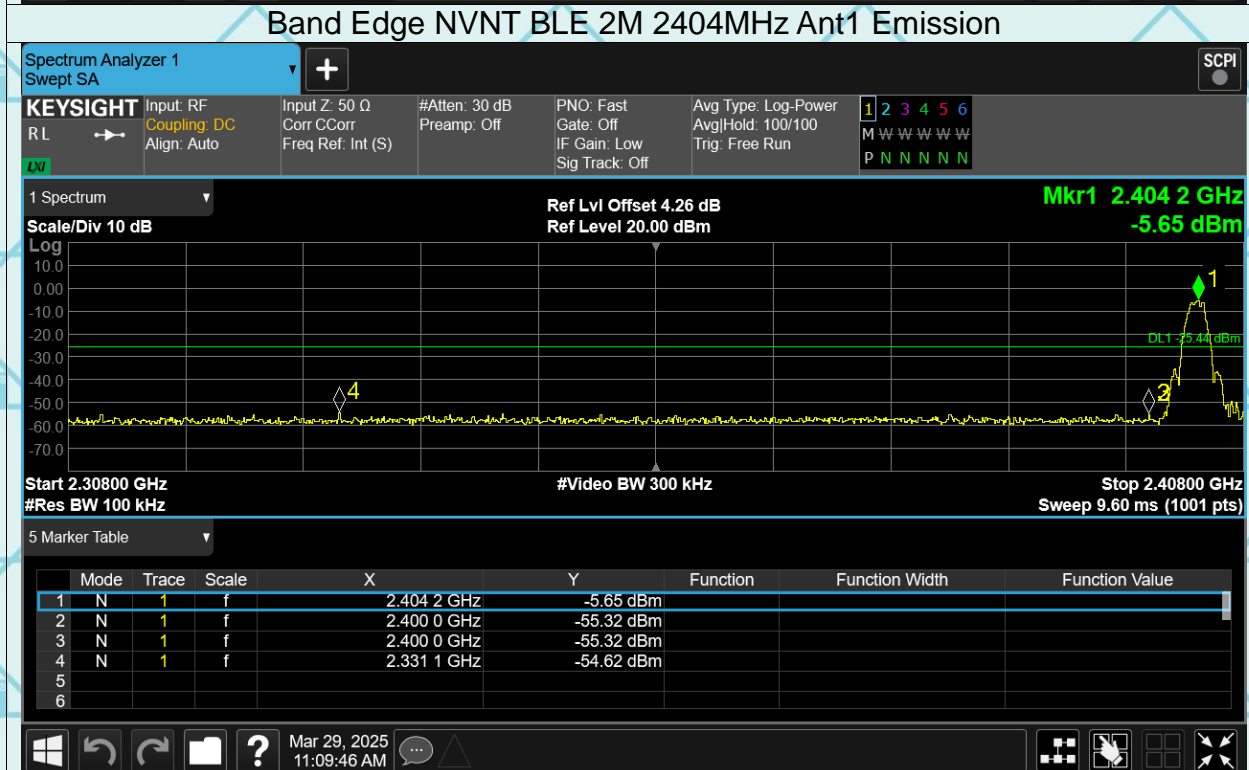 Band Edge NVNT BLE 2M 2404MHz Ant1 Emission
Spectrum Analyzer 1
Swept SA
+
SCPI
KEYSIGHT
RL
LXI
Input: RF
Coupling: DC
Align: Auto
Input Z: 50 Ω
Corr CCorr
Freq Ref: Int (S)
#Atten: 30 dB
Preamp: Off
PNO: Fast
Gate: Off
IF Gain: Low
Sig Track: Off
Avg Type: Log-Power
Avg|Hold: 100/100
Trig: Free Run
1 2 3 4 5 6
M W W W W W
P N N N N N
1 Spectrum
Scale/Div 10 dB
Ref Lvl Offset 4.26 dB
Ref Level 20.00 dBm
Mkr1 2.404 2 GHz
-5.65 dBm
Log
10.0
0.00
-10.0
-20.0
-30.0
-40.0
-50.0
-60.0
-70.0
1
DL1 -25.44 dBm
4
Start 2.30800 GHz
#Res BW 100 kHz
#Video BW 300 kHz
Stop 2.40800 GHz
Sweep 9.60 ms (1001 pts)
5 Marker Table
Mode Trace Scale X Y Function Function Width Function Value
1 N 1 f 2.404 2 GHz -5.65 dBm
2 N 1 f 2.400 0 GHz -55.32 dBm
3 N 1 f 2.400 0 GHz -55.32 dBm
4 N 1 f 2.331 1 GHz -54.62 dBm
5
6
?
Mar 29, 2025
11:09:46 AM